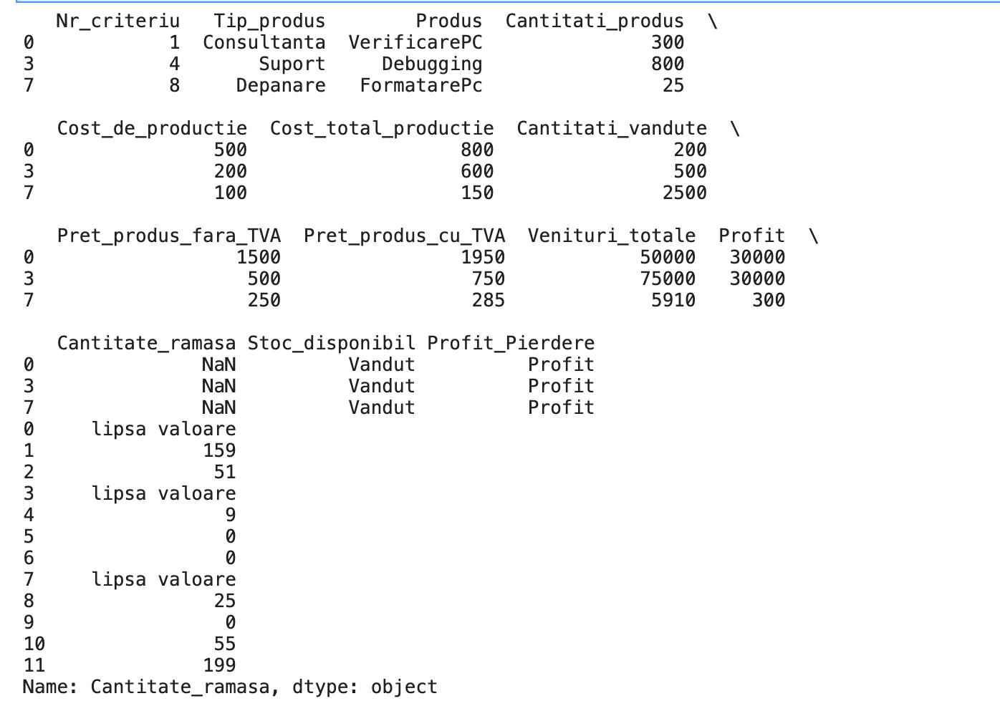 Nr_criteriu Tip_produs Produs Cantitati_produs \
0 1 Consultanta VerificarePC 300
3 4 Suport Debugging 800
7 8 Depanare FormatarePc 25
Cost_de_productie Cost_total_productie Cantitati_vandute \
0 500 800 200
3 200 600 500
7 100 150 2500
Pret_produs_fara_TVA Pret_produs_cu_TVA Venituri_totale Profit \
0 1500 1950 50000 30000
3 500 750 75000 30000
7 250 285 5910 300
Cantitate_ramasa Stoc_disponibil Profit_Pierdere
0 NaN Vandut Profit
3 NaN Vandut Profit
7 NaN Vandut Profit
0 lipsa valoare
1 159
2 51
3 lipsa valoare
4 9
5 0
6 0
7 lipsa valoare
8 25
9 0
10 55
11 199
Name: Cantitate_ramasa, dtype: object